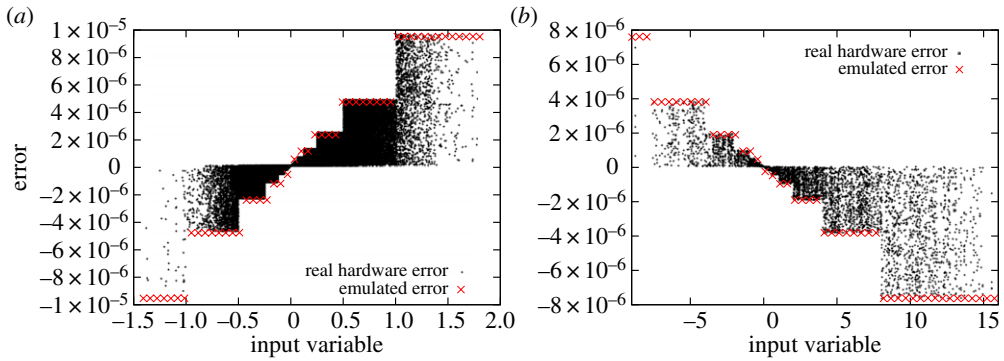 (a)
1 × 10⁻⁵
8 × 10⁻⁶
6 × 10⁻⁶
4 × 10⁻⁶
2 × 10⁻⁶
0
−2 × 10⁻⁶
−4 × 10⁻⁶
−6 × 10⁻⁶
−8 × 10⁻⁶
−1 × 10⁻⁵
error
real hardware error
emulated error
−1.5 −1.0 −0.5 0 0.5 1.0 1.5 2.0
input variable
(b)
8 × 10⁻⁶
6 × 10⁻⁶
4 × 10⁻⁶
2 × 10⁻⁶
0
−2 × 10⁻⁶
−4 × 10⁻⁶
−6 × 10⁻⁶
−8 × 10⁻⁶
real hardware error
emulated error
−5 0 5 10 15
input variable